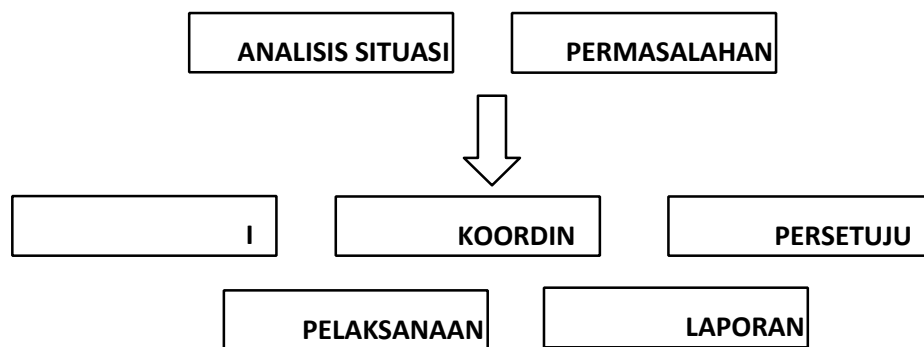 ANALISIS SITUASI
PERMASALAHAN
I
KOORDIN
PERSETUJU
PELAKSANAAN
LAPORAN